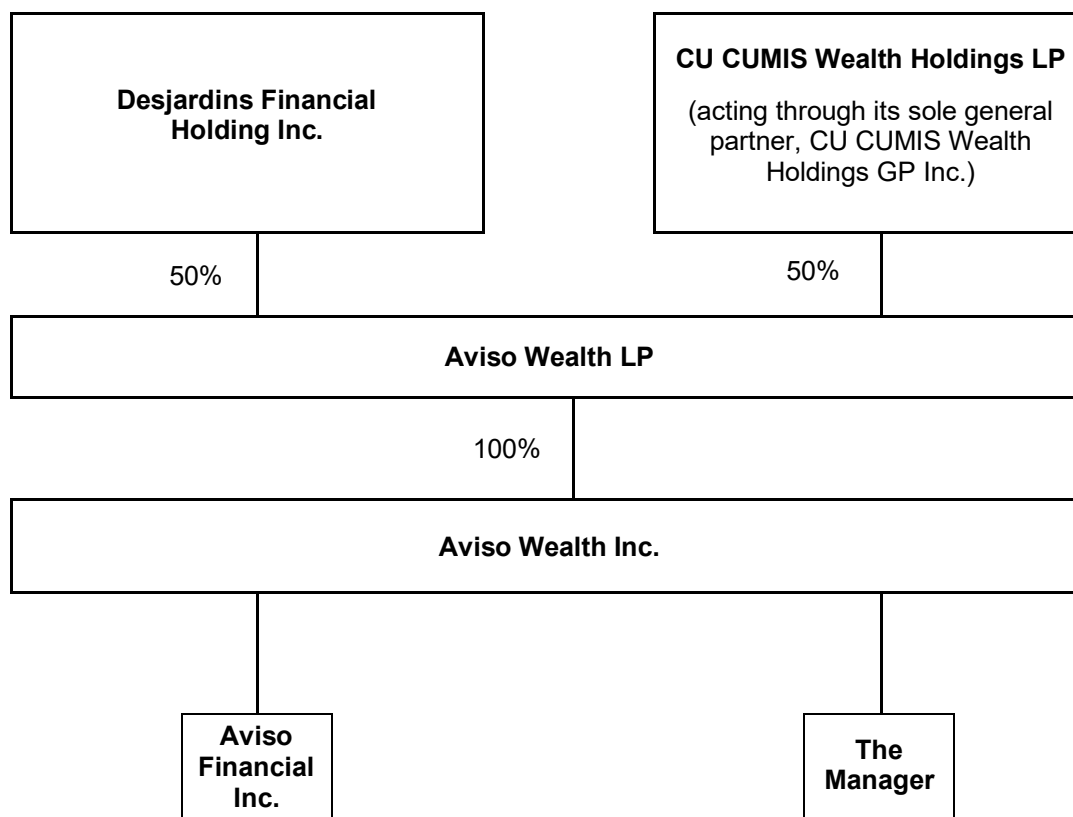 Desjardins Financial
Holding Inc.
CU CUMIS Wealth Holdings LP
(acting through its sole general
partner, CU CUMIS Wealth
Holdings GP Inc.)
50%
50%
Aviso Wealth LP
100%
Aviso Wealth Inc.
Aviso
Financial
Inc.
The
Manager